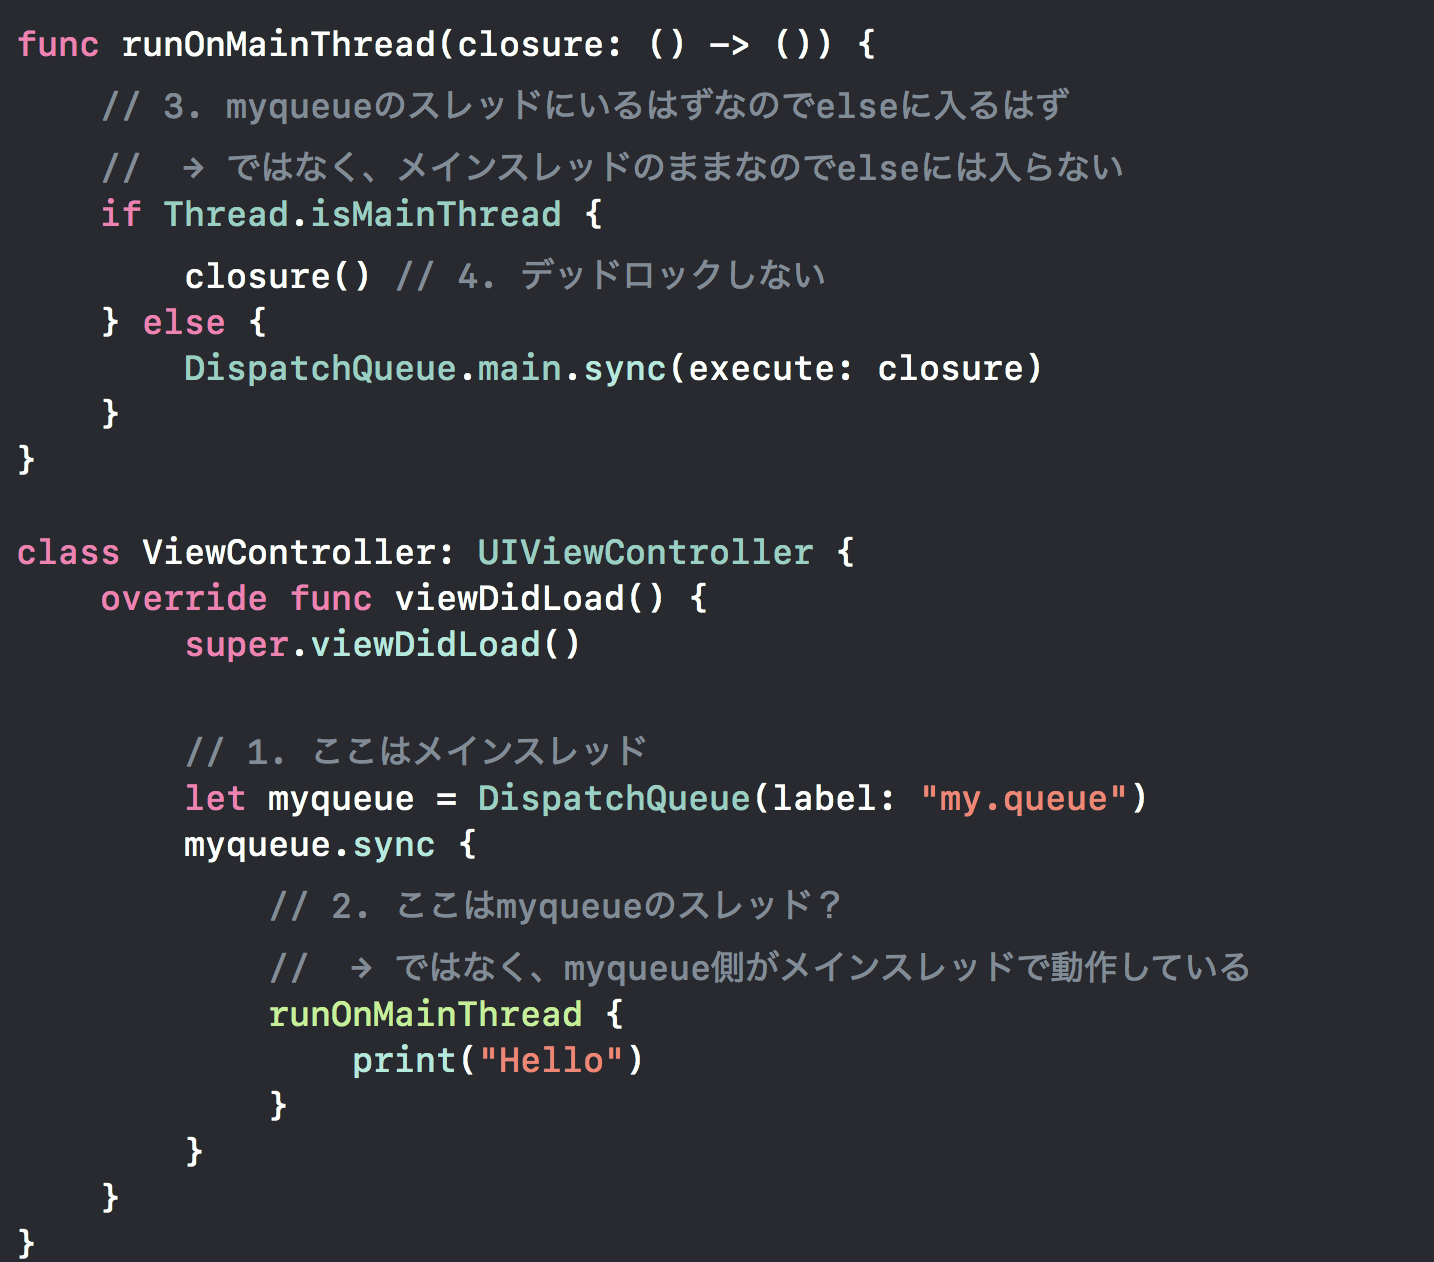 func runOnMainThread(closure: () -> ()) {
    // 3. myqueueのスレッドにいるはずなのでelseに入るはず
    //  → ではなく、メインスレッドのままなのでelseには入らない
    if Thread.isMainThread {
        closure() // 4. デッドロックしない
    } else {
        DispatchQueue.main.sync(execute: closure)
    }
}

class ViewController: UIViewController {
    override func viewDidLoad() {
        super.viewDidLoad()

        // 1. ここはメインスレッド
        let myqueue = DispatchQueue(label: "my.queue")
        myqueue.sync {
            // 2. ここはmyqueueのスレッド？
            //  → ではなく、myqueue側がメインスレッドで動作している
            runOnMainThread {
                print("Hello")
            }
        }
    }
}